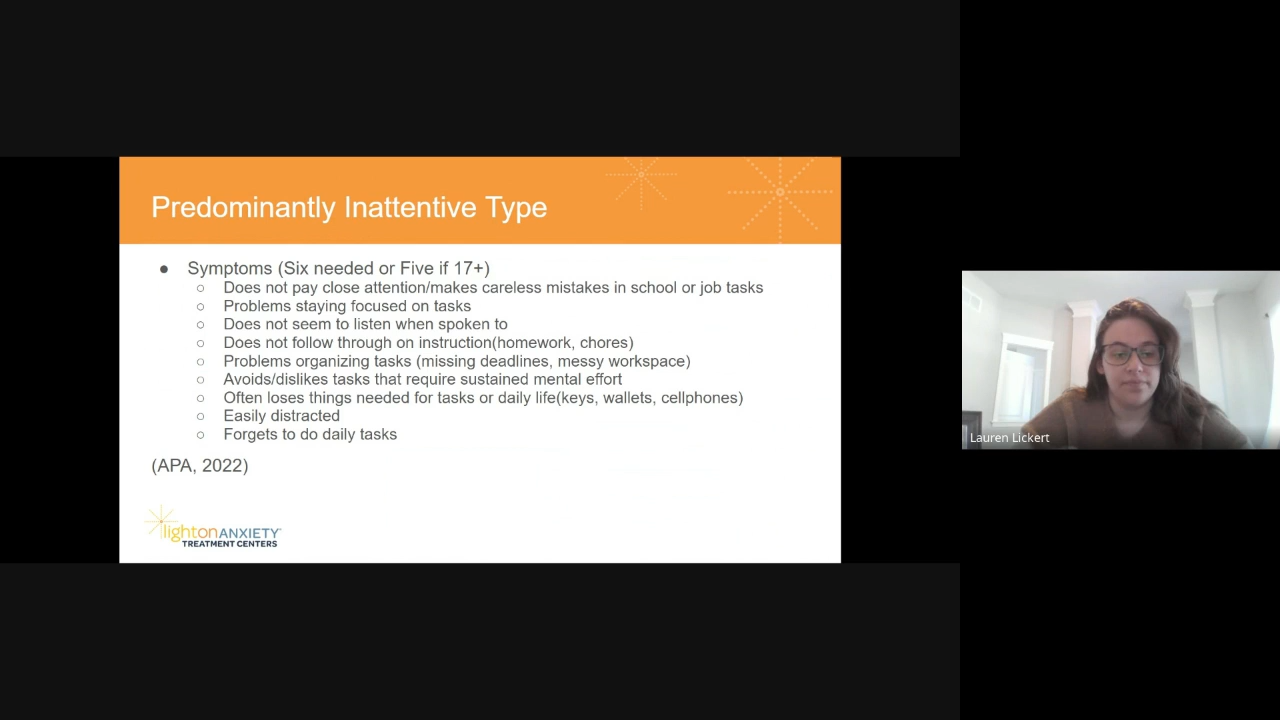 Predominantly Inattentive Type
● Symptoms (Six needed or Five if 17+)
○ Does not pay close attention/makes careless mistakes in school or job tasks
○ Problems staying focused on tasks
○ Does not seem to listen when spoken to
○ Does not follow through on instruction(homework, chores)
○ Problems organizing tasks (missing deadlines, messy workspace)
○ Avoids/dislikes tasks that require sustained mental effort
○ Often loses things needed for tasks or daily life(keys, wallets, cellphones)
○ Easily distracted
○ Forgets to do daily tasks
(APA, 2022)
lightonANXIETY
TREATMENT CENTERS
Lauren Lickert